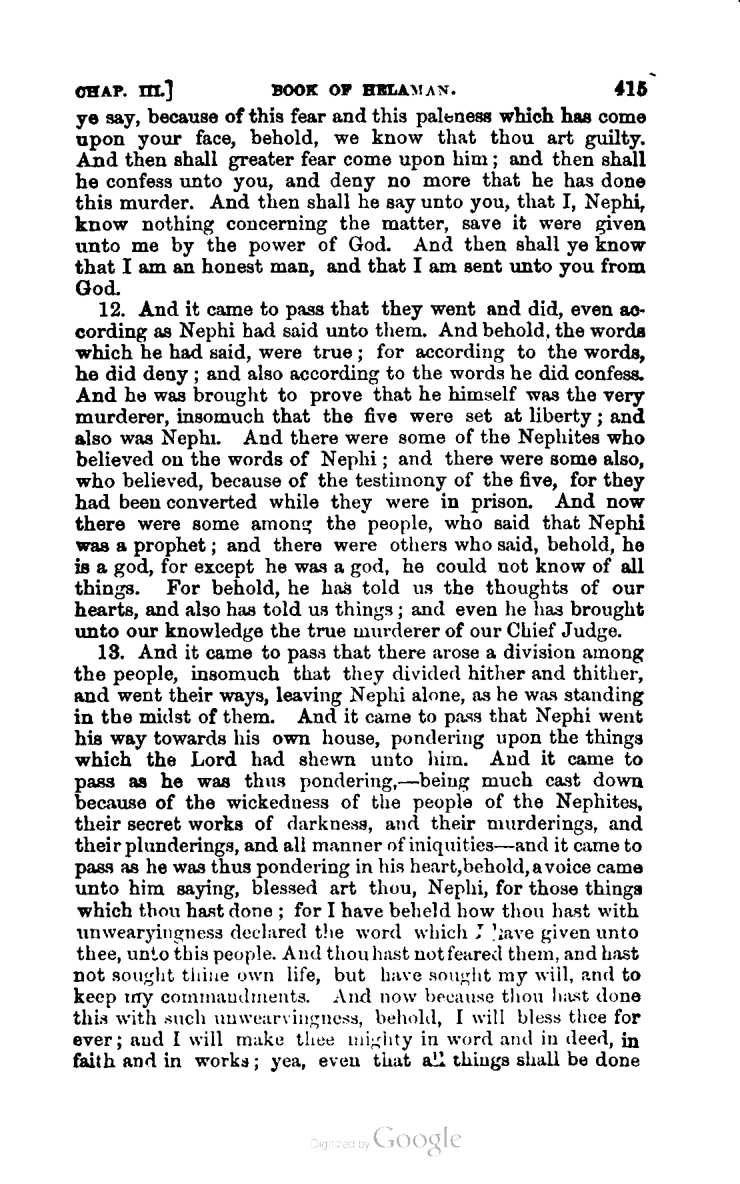 CHAP. III.] BOOK OF HELAMAN. 415
ye say, because of this fear and this paleness which has come
upon your face, behold, we know that thou art guilty.
And then shall greater fear come upon him; and then shall
he confess unto you, and deny no more that he has done
this murder. And then shall he say unto you, that I, Nephi,
know nothing concerning the matter, save it were given
unto me by the power of God. And then shall ye know
that I am an honest man, and that I am sent unto you from
God.
12. And it came to pass that they went and did, even ac-
cording as Nephi had said unto them. And behold, the words
which he had said, were true; for according to the words,
he did deny; and also according to the words he did confess.
And he was brought to prove that he himself was the very
murderer, insomuch that the five were set at liberty; and
also was Nephi. And there were some of the Nephites who
believed on the words of Nephi; and there were some also,
who believed, because of the testimony of the five, for they
had been converted while they were in prison. And now
there were some among the people, who said that Nephi
was a prophet; and there were others who said, behold, he
is a god, for except he was a god, he could not know of all
things. For behold, he has told us the thoughts of our
hearts, and also has told us things; and even he has brought
unto our knowledge the true murderer of our Chief Judge.
13. And it came to pass that there arose a division among
the people, insomuch that they divided hither and thither,
and went their ways, leaving Nephi alone, as he was standing
in the midst of them. And it came to pass that Nephi went
his way towards his own house, pondering upon the things
which the Lord had shewn unto him. And it came to
pass as he was thus pondering,—being much cast down
because of the wickedness of the people of the Nephites,
their secret works of darkness, and their murderings, and
their plunderings, and all manner of iniquities—and it came to
pass as he was thus pondering in his heart, behold, a voice came
unto him saying, blessed art thou, Nephi, for those things
which thou hast done; for I have beheld how thou hast with
unwearyingness declared the word which I have given unto
thee, unto this people. And thou hast not feared them, and hast
not sought thine own life, but have sought my will, and to
keep my commandments. And now because thou hast done
this with such unwearyingness, behold, I will bless thee for
ever; and I will make thee mighty in word and in deed, in
faith and in works; yea, even that all things shall be done
Digitized by Google